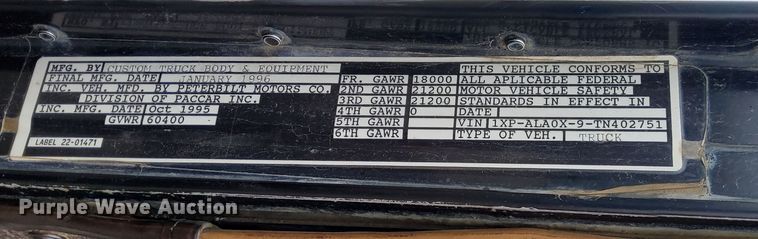 MFG. BY CUSTOM TRUCK BODY & EQUIPMENT
FINAL MFG. DATE JANUARY 1996
INC. VEH. MFD. BY PETERBILT MOTORS CO.
DIVISION OF PACCAR INC.
INC. MFG. DATE Oct 1995
GVWR 60400
LABEL 22-01471
FR. GAWR 18000
2ND GAWR 21200
3RD GAWR 21200
4TH GAWR 0
5TH GAWR
6TH GAWR
THIS VEHICLE CONFORMS TO
ALL APPLICABLE FEDERAL
MOTOR VEHICLE SAFETY
STANDARDS IN EFFECT IN
DATE
VIN 1XP-ALA0X-9-TN402751
TYPE OF VEH. TRUCK
Purple Wave Auction